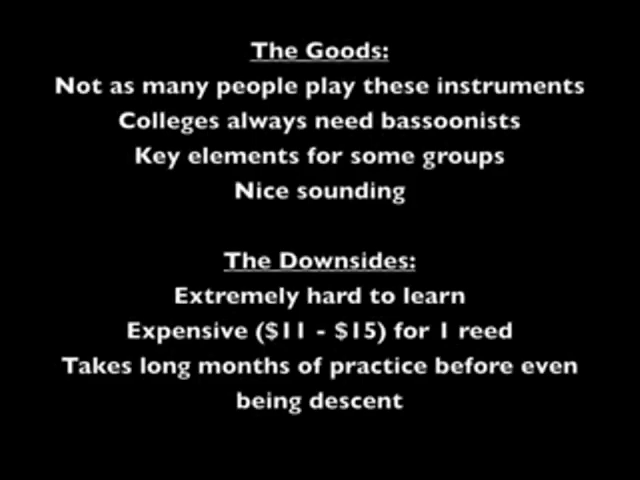 The Goods:
Not as many people play these instruments
Colleges always need bassoonists
Key elements for some groups
Nice sounding
The Downsides:
Extremely hard to learn
Expensive ($11 - $15) for 1 reed
Takes long months of practice before even
being descent